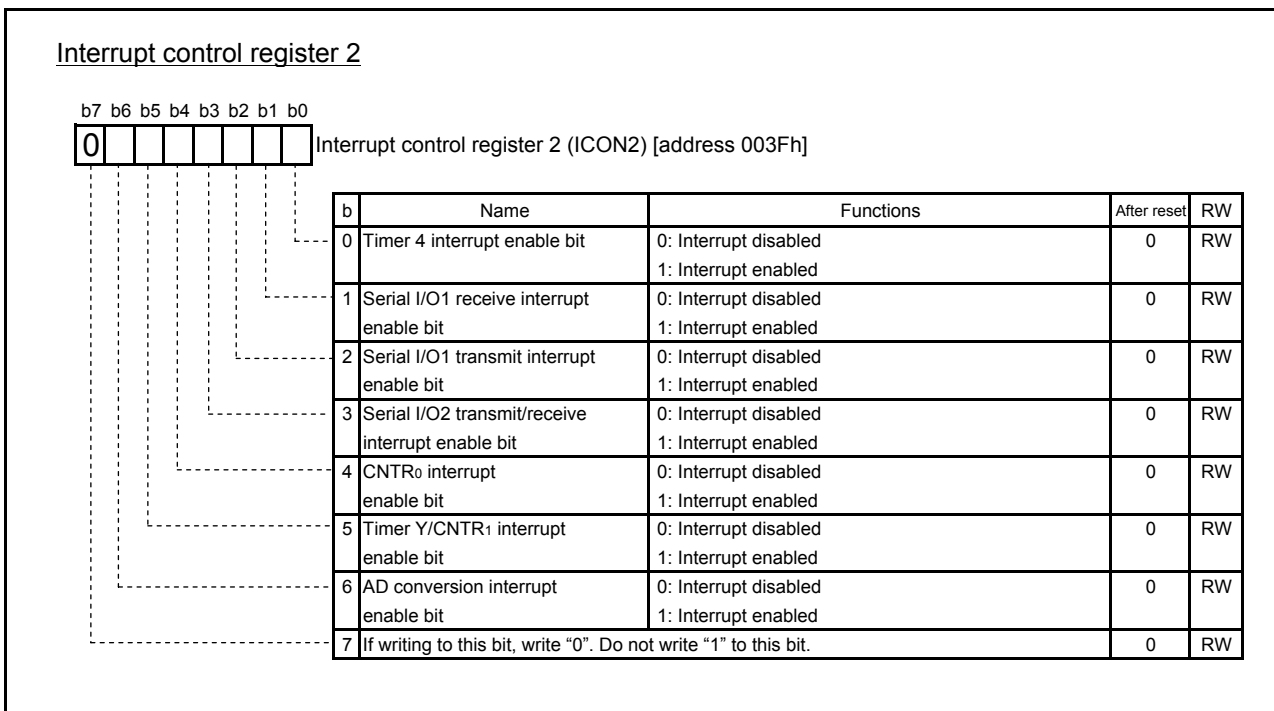 Interrupt control register 2
b7 b6 b5 b4 b3 b2 b1 b0
0
Interrupt control register 2 (ICON2) [address 003Fh]
b Name Functions After reset RW
0 Timer 4 interrupt enable bit 0: Interrupt disabled 0 RW
1: Interrupt enabled
1 Serial I/O1 receive interrupt 0: Interrupt disabled 0 RW
enable bit 1: Interrupt enabled
2 Serial I/O1 transmit interrupt 0: Interrupt disabled 0 RW
enable bit 1: Interrupt enabled
3 Serial I/O2 transmit/receive 0: Interrupt disabled 0 RW
interrupt enable bit 1: Interrupt enabled
4 CNTR0 interrupt 0: Interrupt disabled 0 RW
enable bit 1: Interrupt enabled
5 Timer Y/CNTR1 interrupt 0: Interrupt disabled 0 RW
enable bit 1: Interrupt enabled
6 AD conversion interrupt 0: Interrupt disabled 0 RW
enable bit 1: Interrupt enabled
7 If writing to this bit, write “0”. Do not write “1” to this bit. 0 RW